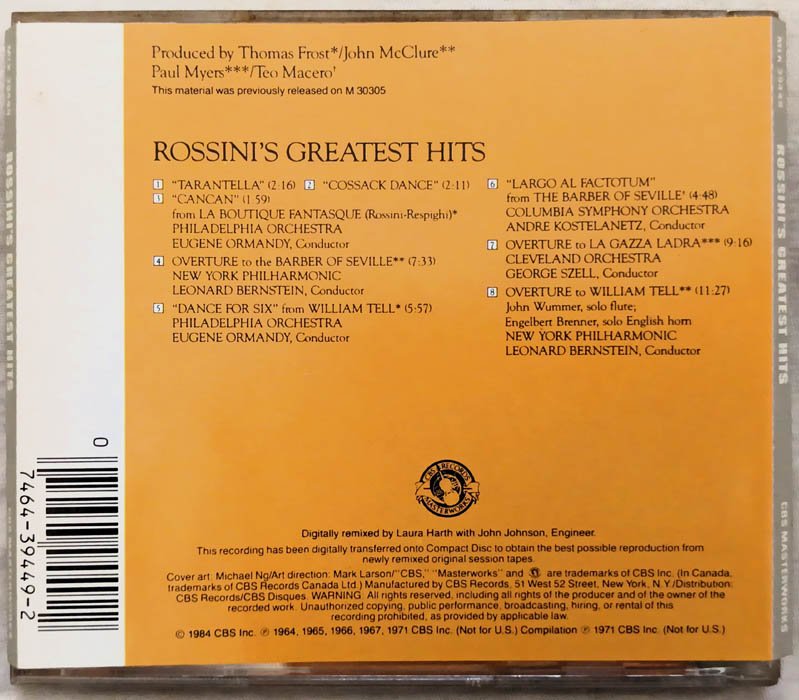 Produced by Thomas Frost*/John McClure**
Paul Myers***/Teo Macero†
This material was previously released on M 30305
ROSSINI'S GREATEST HITS
1 "TARANTELLA" (2:16) 2 "COSSACK DANCE" (2:11)
3 "CANCAN" (1:59)
from LA BOUTIQUE FANTASQUE (Rossini-Respighi)*
PHILADELPHIA ORCHESTRA
EUGENE ORMANDY, Conductor
4 OVERTURE to the BARBER OF SEVILLE** (7:33)
NEW YORK PHILHARMONIC
LEONARD BERNSTEIN, Conductor
5 "DANCE FOR SIX" from WILLIAM TELL* (5:57)
PHILADELPHIA ORCHESTRA
EUGENE ORMANDY, Conductor
6 "LARGO AL FACTOTUM"
from THE BARBER OF SEVILLE† (4:48)
COLUMBIA SYMPHONY ORCHESTRA
ANDRE KOSTELANETZ, Conductor
7 OVERTURE to LA GAZZA LADRA*** (9:16)
CLEVELAND ORCHESTRA
GEORGE SZELL, Conductor
8 OVERTURE to WILLIAM TELL** (11:27)
John Wummer, solo flute;
Engelbert Brenner, solo English horn
NEW YORK PHILHARMONIC
LEONARD BERNSTEIN, Conductor
CBS RECORDS
MASTERWORKS
Digitally remixed by Laura Harth with John Johnson, Engineer.
This recording has been digitally transferred onto Compact Disc to obtain the best possible reproduction from
newly remixed original session tapes.
Cover art: Michael Ng/Art direction: Mark Larson/"CBS," "Masterworks" and are trademarks of CBS Inc. (In Canada,
trademarks of CBS Records Canada Ltd.) Manufactured by CBS Records, 51 West 52 Street, New York, N.Y./Distribution:
CBS Records/CBS Disques. WARNING: All rights reserved, including all rights of the producer and of the owner of the
recorded work. Unauthorized copying, public performance, broadcasting, hiring, or rental of this
recording prohibited, as provided by applicable law.
© 1984 CBS Inc. ℗ 1964, 1965, 1966, 1967, 1971 CBS Inc. (Not for U.S.) Compilation ℗ 1971 CBS Inc. (Not for U.S.)
0
7464-39449-2
ROSSINI'S GREATEST HITS
MLK 39449
ROSSINI'S GREATEST HITS
CBS MASTERWORKS